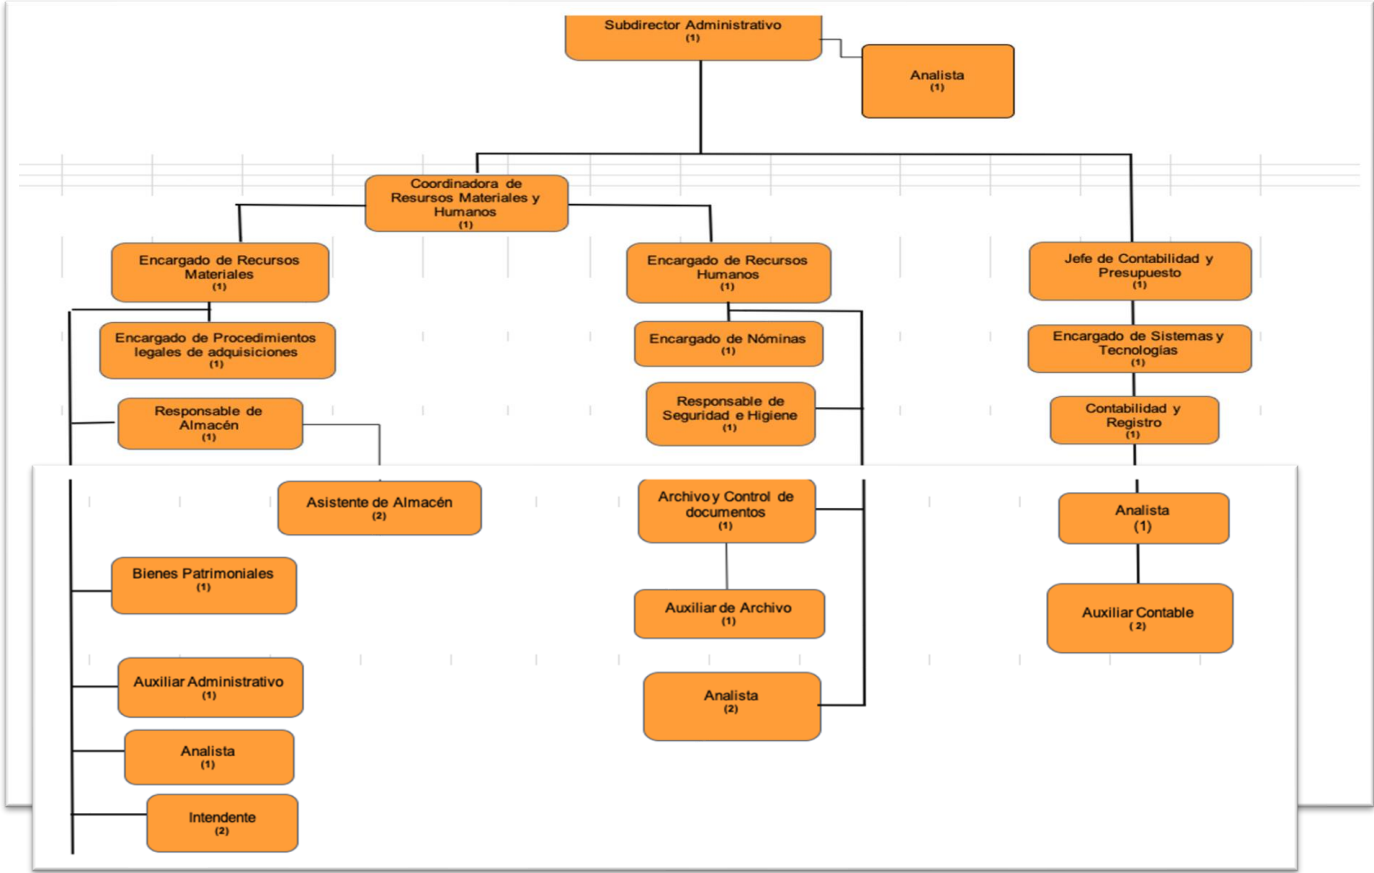 Subdirector Administrativo
(1)
Analista
(1)
Coordinadora de
Resursos Materiales y
Humanos
(1)
Encargado de Recursos
Materiales
(1)
Encargado de Recursos
Humanos
(1)
Jefe de Contabilidad y
Presupuesto
(1)
Encargado de Procedimientos
legales de adquisiciones
(1)
Encargado de Nóminas
(1)
Encargado de Sistemas y
Tecnologías
(1)
Responsable de
Almacén
(1)
Responsable de
Seguridad e Higiene
(1)
Contabilidad y
Registro
(1)
Asistente de Almacén
(2)
Archivo y Control de
documentos
(1)
Analista
(1)
Bienes Patrimoniales
(1)
Auxiliar de Archivo
(1)
Auxiliar Contable
( 2)
Auxiliar Administrativo
(1)
Analista
(2)
Analista
(1)
Intendente
(2)